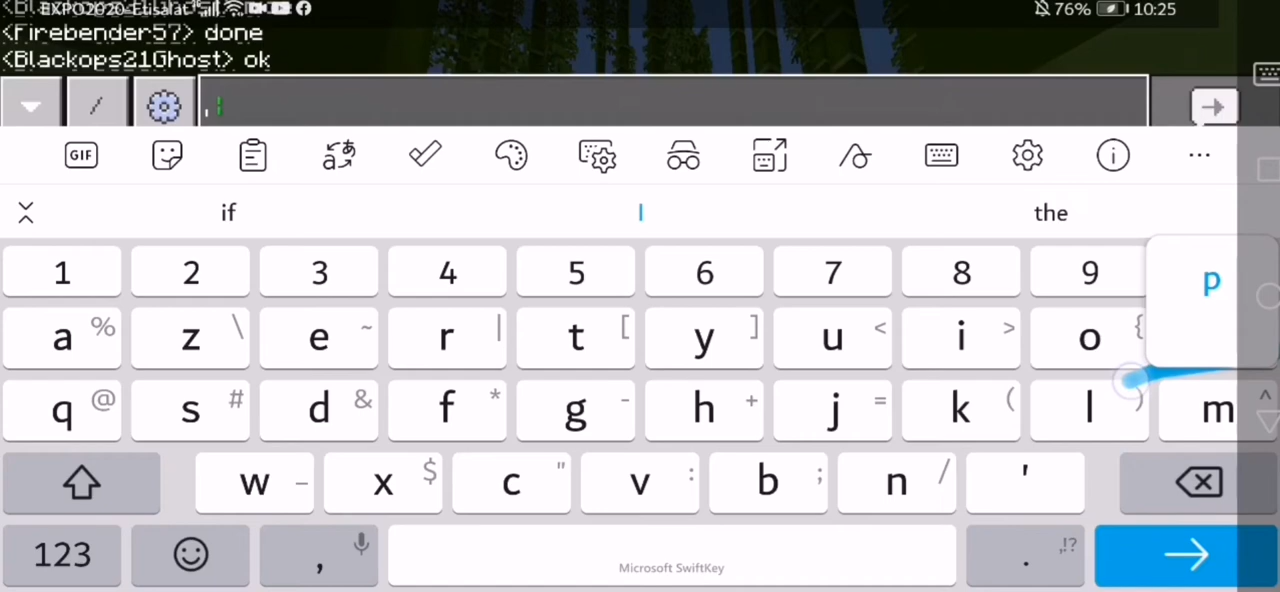 EXPO2020-Etisalat 76% 10:25
<Firebender57> done
<Blackops21Ghost> ok
/ ,
GIF
if I the
1 2 3 4 5 6 7 8 9 p
a % z \ e ~ r | t [ y ] u < i > o {
q @ s # d & f * g - h + j = k ( l ) m ^
w _ x $ c " v : b ; n / '
123 , . ,!?
Microsoft SwiftKey